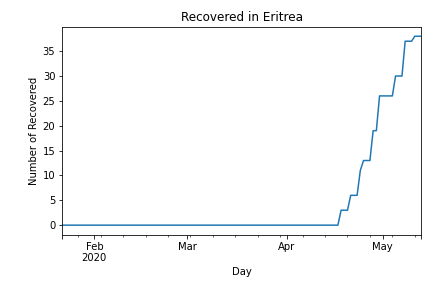 Recovered in Eritrea
Number of Recovered
35
30
25
20
15
10
5
0
Feb
2020
Mar
Apr
May
Day